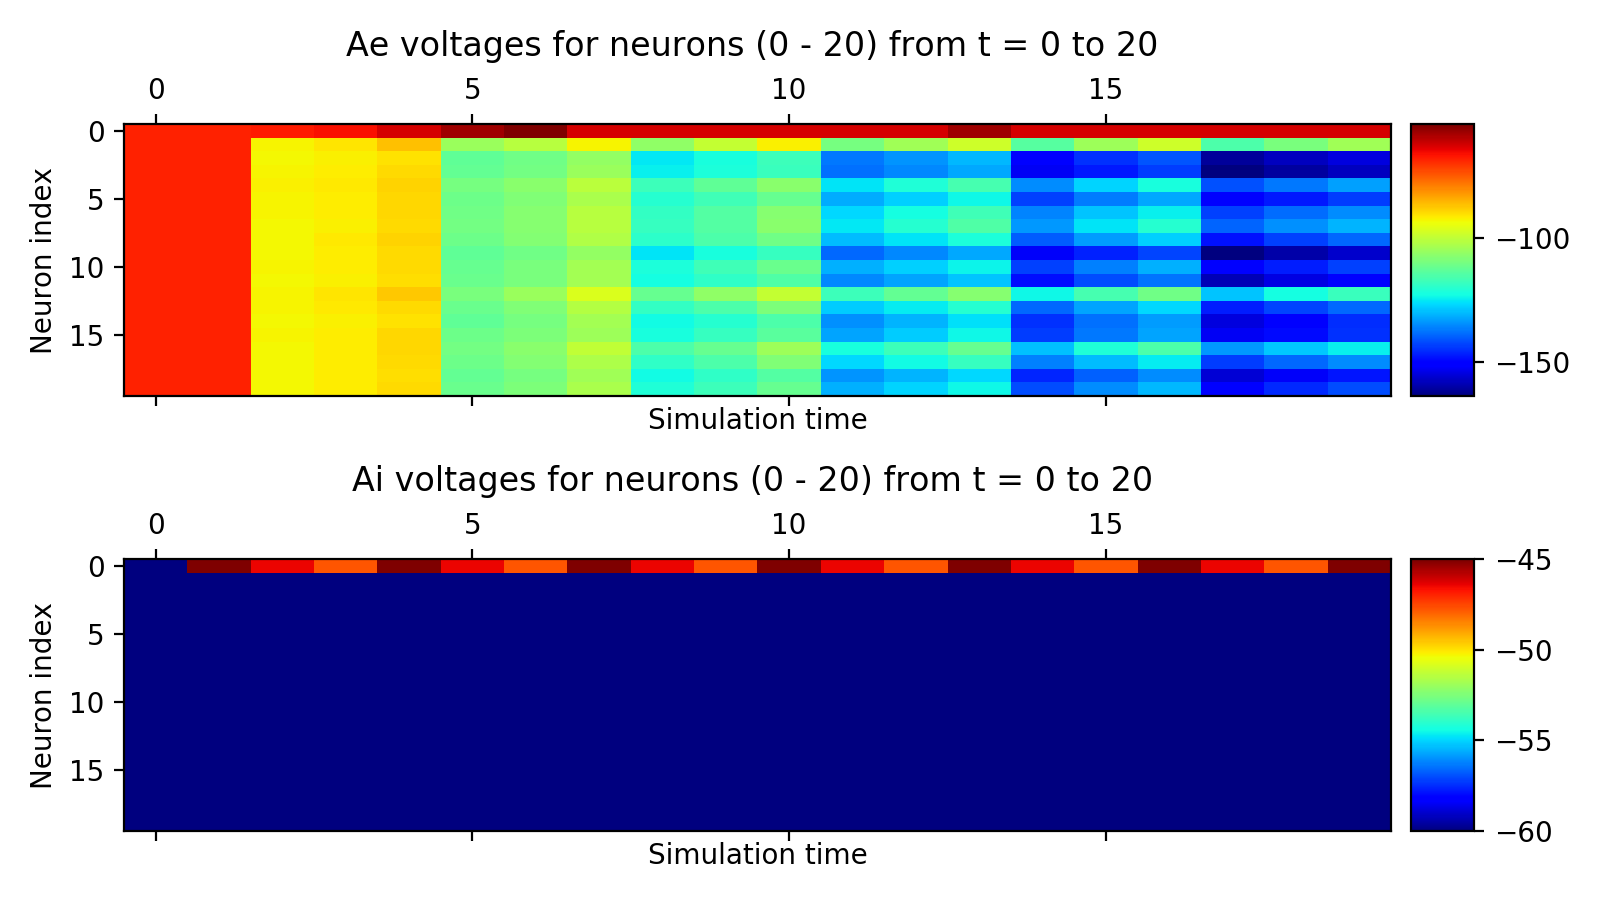 Ae voltages for neurons (0 - 20) from t = 0 to 20
0 5 10 15
Neuron index
0
5
10
15
Simulation time
−100
−150
Ai voltages for neurons (0 - 20) from t = 0 to 20
0 5 10 15
Neuron index
0
5
10
15
Simulation time
−45
−50
−55
−60